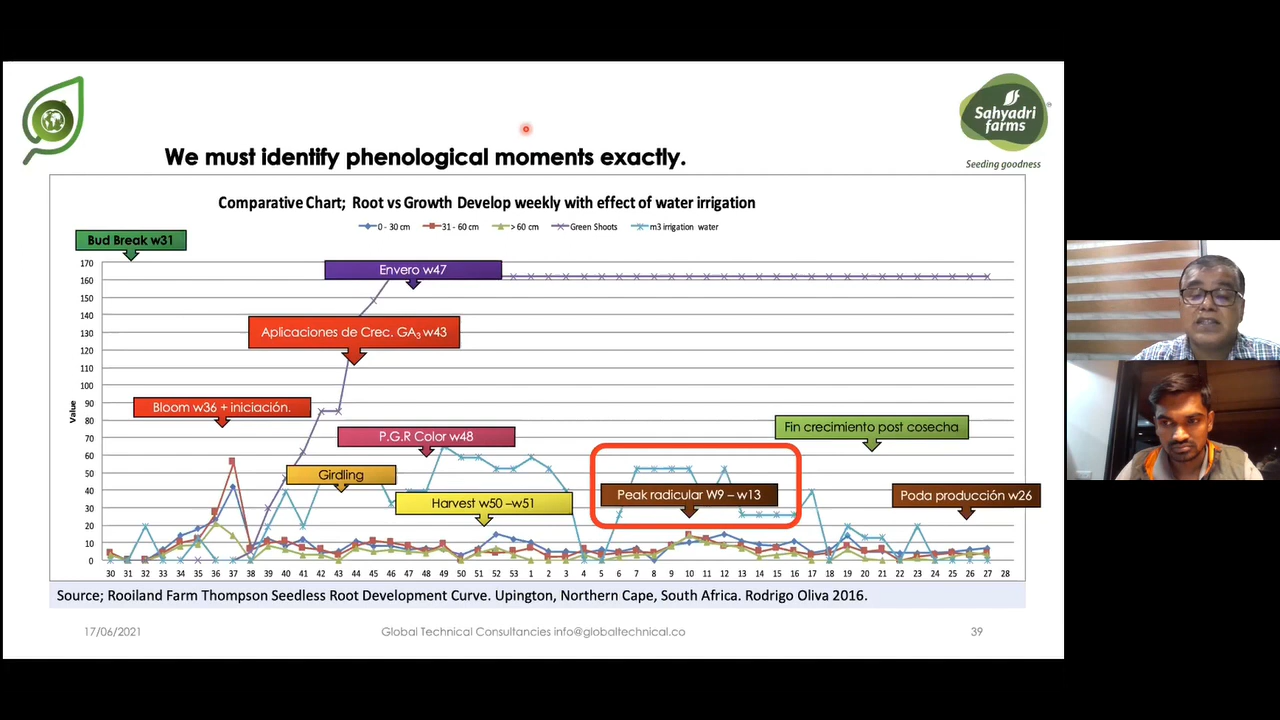 Sahyadri
farms
Seeding goodness
We must identify phenological moments exactly.
Comparative Chart; Root vs Growth Develop weekly with effect of water irrigation
0 - 30 cm 31 - 60 cm > 60 cm Green Shoots m3 irrigation water
Bud Break w31
Envero w47
Aplicaciones de Crec. GA3 w43
Bloom w36 + iniciación.
P.G.R Color w48
Fin crecimiento post cosecha
Girdling
Harvest w50 –w51
Peak radicular W9 – w13
Poda producción w26
Value
170
160
150
140
130
120
110
100
90
80
70
60
50
40
30
20
10
0
30 31 32 33 34 35 36 37 38 39 40 41 42 43 44 45 46 47 48 49 50 51 52 53 1 2 3 4 5 6 7 8 9 10 11 12 13 14 15 16 17 18 19 20 21 22 23 24 25 26 27 28
Source; Rooiland Farm Thompson Seedless Root Development Curve. Upington, Northern Cape, South Africa. Rodrigo Oliva 2016.
17/06/2021 Global Technical Consultancies info@globaltechnical.co 39